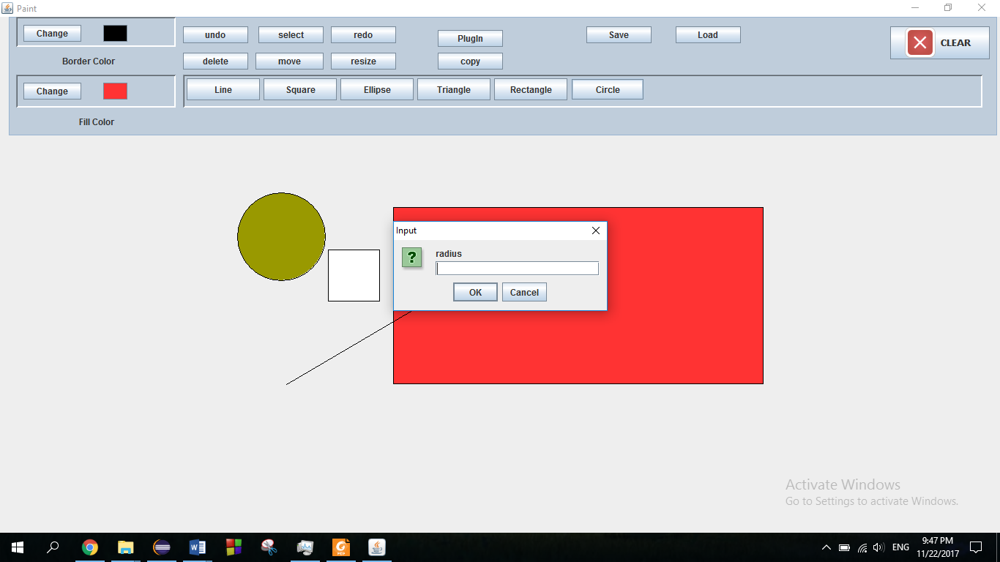 Paint
Change
undo
select
redo
PlugIn
Save
Load
CLEAR
Border Color
delete
move
resize
copy
Change
Line
Square
Ellipse
Triangle
Rectangle
Circle
Fill Color
Input
?
radius
OK
Cancel
Activate Windows
Go to Settings to activate Windows.
W
PDF
ENG
9:47 PM
11/22/2017